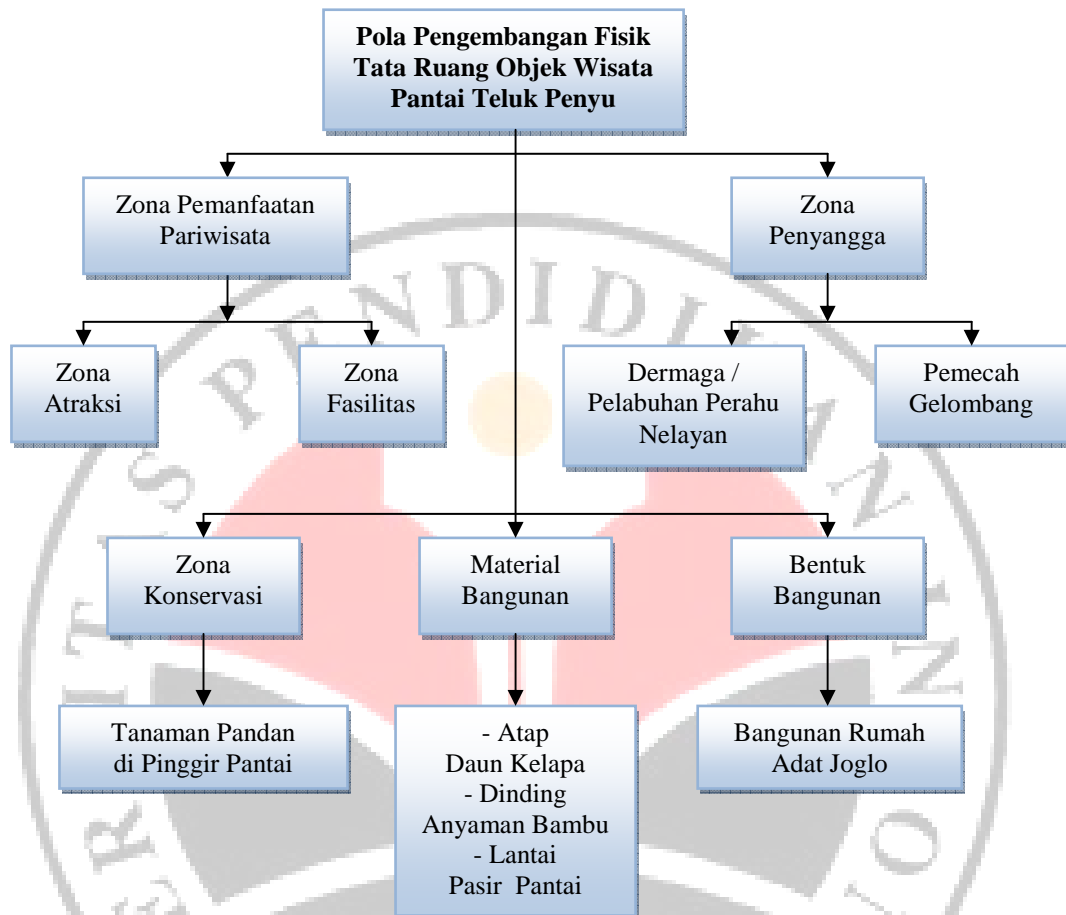 Pola Pengembangan Fisik
Tata Ruang Objek Wisata
Pantai Teluk Penyu
Zona Pemanfaatan
Pariwisata
Zona
Penyangga
Zona
Atraksi
Zona
Fasilitas
Dermaga /
Pelabuhan Perahu
Nelayan
Pemecah
Gelombang
Zona
Konservasi
Material
Bangunan
Bentuk
Bangunan
Tanaman Pandan
di Pinggir Pantai
- Atap
Daun Kelapa
- Dinding
Anyaman Bambu
- Lantai
Pasir Pantai
Bangunan Rumah
Adat Joglo